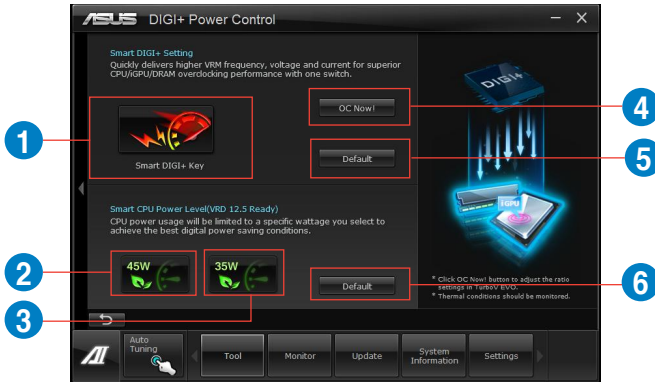 ASUS DIGI+ Power Control
Smart DIGI+ Setting
Quickly delivers higher VRM frequency, voltage and current for superior
CPU/iGPU/DRAM overclocking performance with one switch.
DIGI+
OC Now!
4
1
Default
5
Smart DIGI+ Key
iGPU
Smart CPU Power Level(VRD 12.5 Ready)
CPU power usage will be limited to a specific wattage you select to
achieve the best digital power saving conditions.
2
45W
35W
Default
6
* Click OC Now! button to adjust the ratio
settings in TurboV EVO.
* Thermal conditions should be monitored.
3
AI
Auto
Tuning
Tool
Monitor
Update
System
Information
Settings